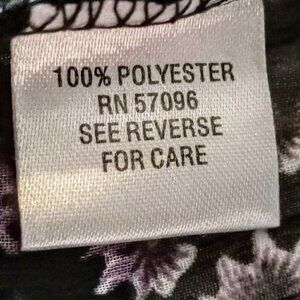 100% POLYESTER
RN 57096
SEE REVERSE
FOR CARE